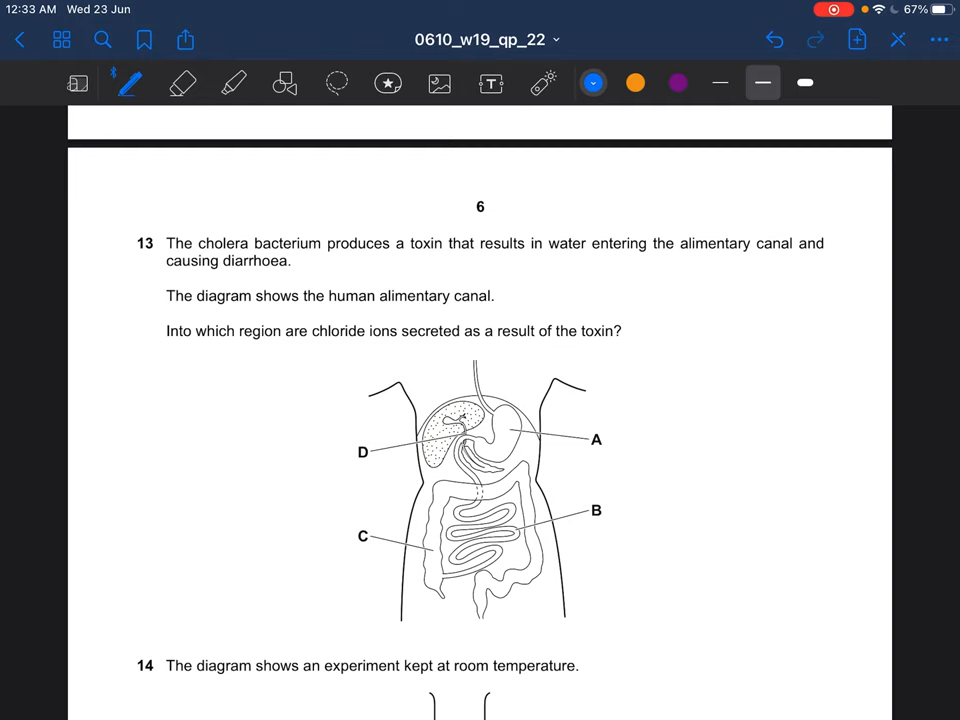 12:33 AM Wed 23 Jun
67%
0610_w19_qp_22
T
6
13 The cholera bacterium produces a toxin that results in water entering the alimentary canal and
causing diarrhoea.
The diagram shows the human alimentary canal.
Into which region are chloride ions secreted as a result of the toxin?
A
D
B
C
14 The diagram shows an experiment kept at room temperature.